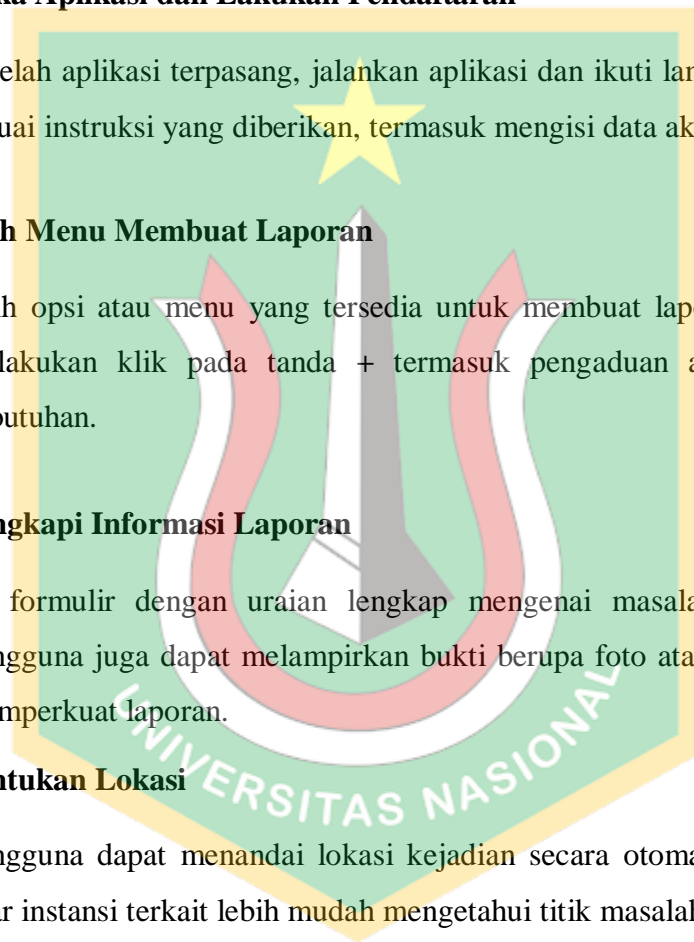 ka Aplikasi dan Lakukan Pendaftaran
elah aplikasi terpasang, jalankan aplikasi dan ikuti lan
uai instruksi yang diberikan, termasuk mengisi data ak
h Menu Membuat Laporan
h opsi atau menu yang tersedia untuk membuat lap
lakukan klik pada tanda + termasuk pengaduan a
butuhan.
ngkapi Informasi Laporan
formulir dengan uraian lengkap mengenai masala
ngguna juga dapat melampirkan bukti berupa foto ata
mperkuat laporan.
ntukan Lokasi
ngguna dapat menandai lokasi kejadian secara otoma
ar instansi terkait lebih mudah mengetahui titik masalah
UNIVERSITAS NASIONAL